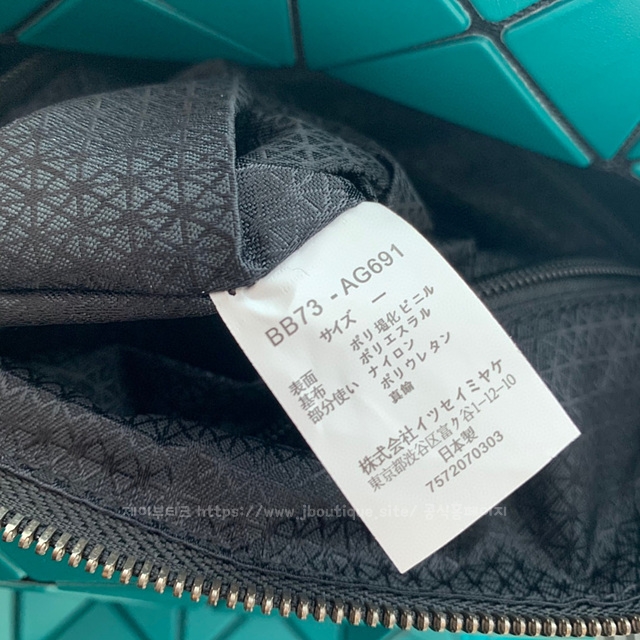 BB73 - AG691
サイズ ー
表面 ポリ塩化ビニル
基布 ポリエスラル
部分使い ナイロン
ポリウレタン
真鍮
株式会社イツセイミヤケ
東京都渋谷区富ケ谷1-12-10
日本製
7572070303
제이부티크 https://www.jboutique.site/ 공식홈페이지